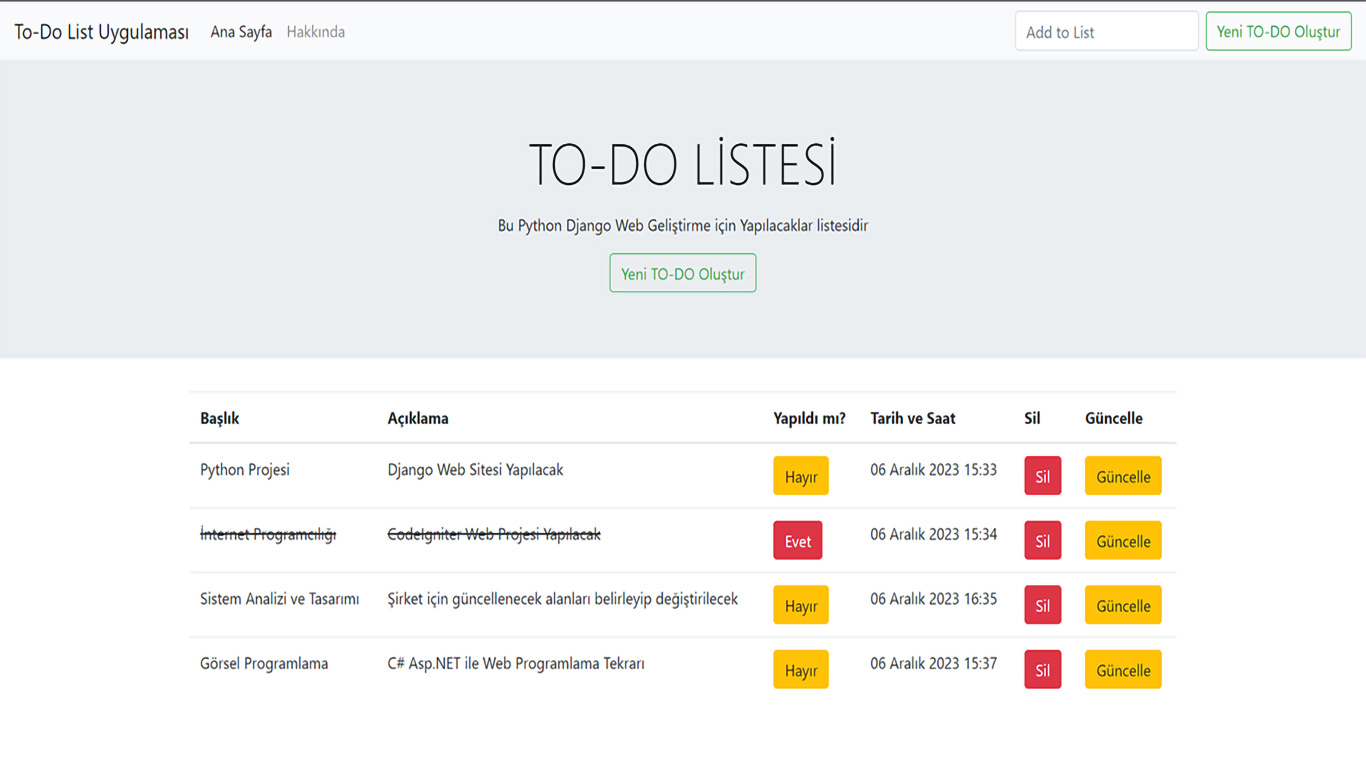 To-Do List Uygulaması Ana Sayfa Hakkında Add to List Yeni TO-DO Oluştur
TO-DO LİSTESİ
Bu Python Django Web Geliştirme için Yapılacaklar listesidir
Yeni TO-DO Oluştur
Başlık Açıklama Yapıldı mı? Tarih ve Saat Sil Güncelle
Python Projesi Django Web Sitesi Yapılacak Hayır 06 Aralık 2023 15:33 Sil Güncelle
İnternet Programcılığı CodeIgniter Web Projesi Yapılacak Evet 06 Aralık 2023 15:34 Sil Güncelle
Sistem Analizi ve Tasarımı Şirket için güncellenecek alanları belirleyip değiştirilecek Hayır 06 Aralık 2023 16:35 Sil Güncelle
Görsel Programlama C# Asp.NET ile Web Programlama Tekrarı Hayır 06 Aralık 2023 15:37 Sil Güncelle